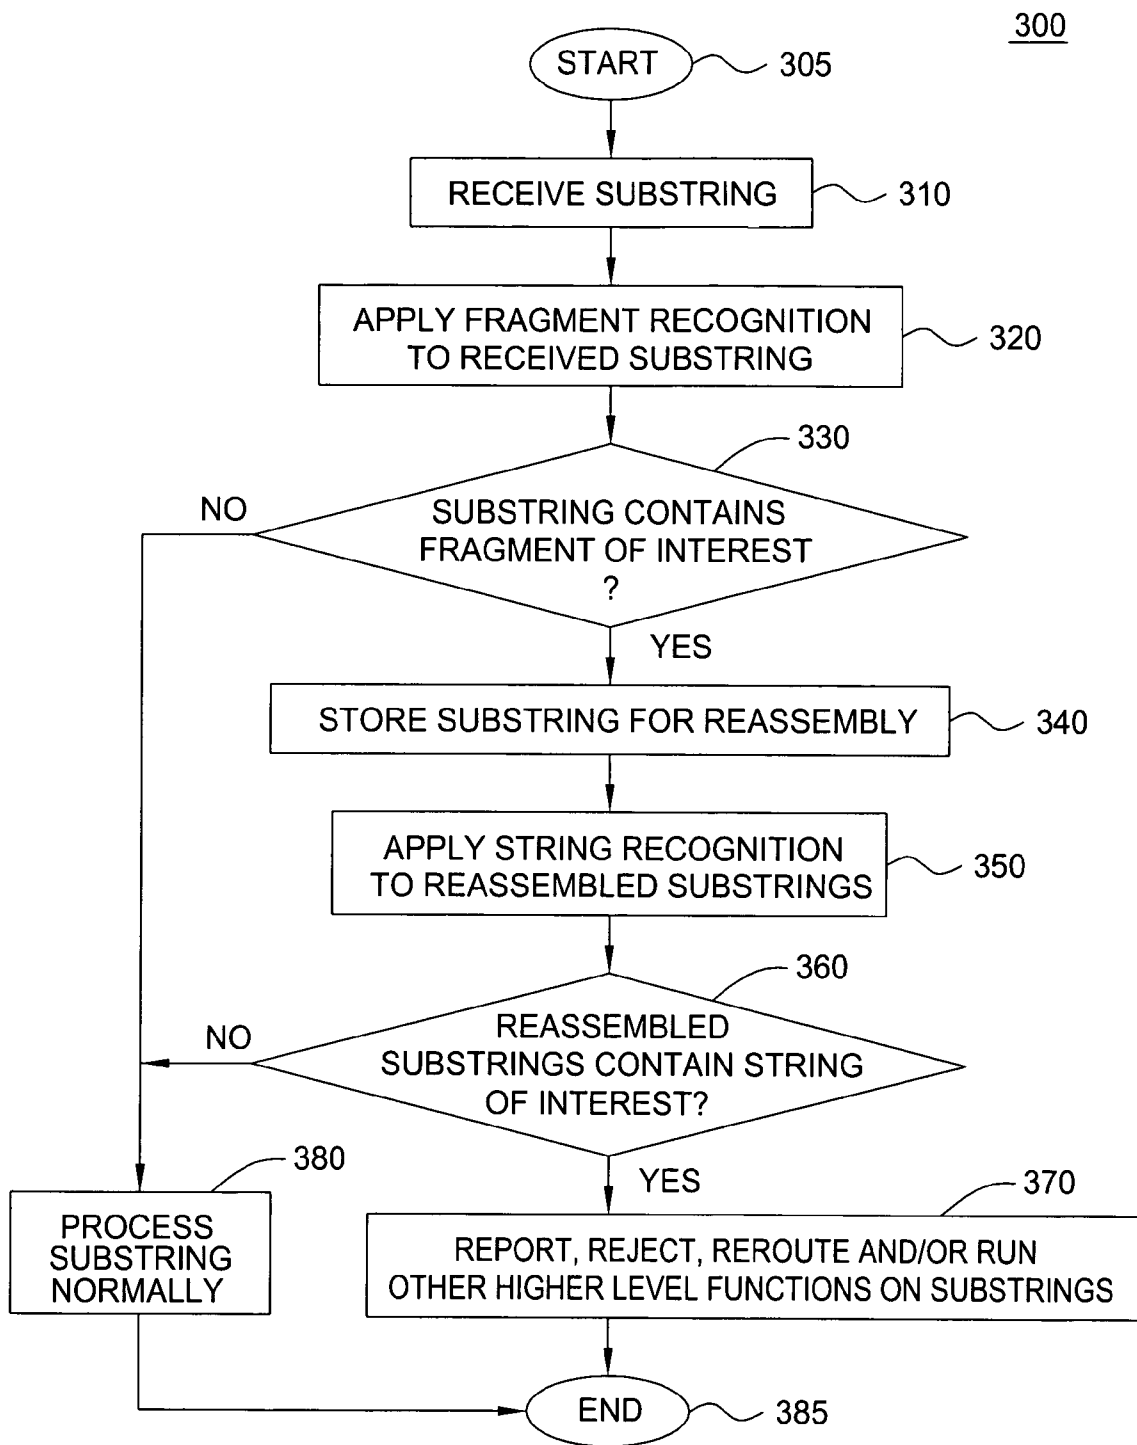 300
START
305
RECEIVE SUBSTRING
310
APPLY FRAGMENT RECOGNITION
TO RECEIVED SUBSTRING
320
330
NO
SUBSTRING CONTAINS
FRAGMENT OF INTEREST
?
YES
STORE SUBSTRING FOR REASSEMBLY
340
APPLY STRING RECOGNITION
TO REASSEMBLED SUBSTRINGS
350
360
NO
REASSEMBLED
SUBSTRINGS CONTAIN STRING
OF INTEREST?
YES
380
PROCESS
SUBSTRING
NORMALLY
370
REPORT, REJECT, REROUTE AND/OR RUN
OTHER HIGHER LEVEL FUNCTIONS ON SUBSTRINGS
END
385